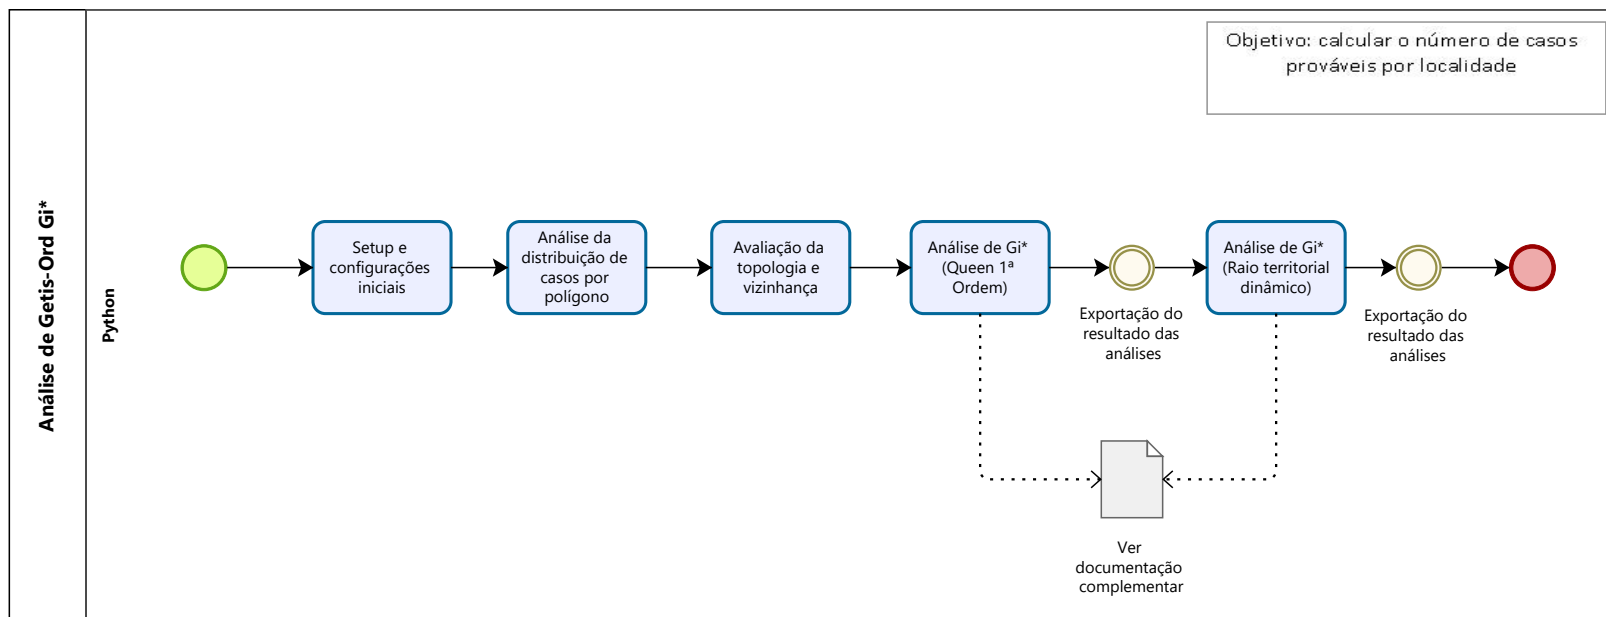 Objetivo: calcular o número de casos
prováveis por localidade
Análise de Getis-Ord Gi*
Python
Setup e
configurações
iniciais
Análise da
distribuição de
casos por
polígono
Avaliação da
topologia e
vizinhança
Análise de Gi*
(Queen 1ª
Ordem)
Exportação do
resultado das
análises
Análise de Gi*
(Raio territorial
dinâmico)
Exportação do
resultado das
análises
Ver
documentação
complementar